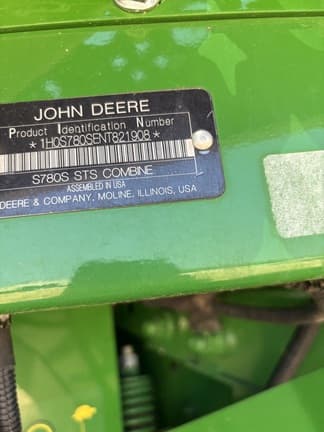 JOHN DEERE
Product Identification Number
*1H0S780SENT821908*
S780S STS COMBINE
ASSEMBLED IN USA
DEERE & COMPANY, MOLINE, ILLINOIS, USA